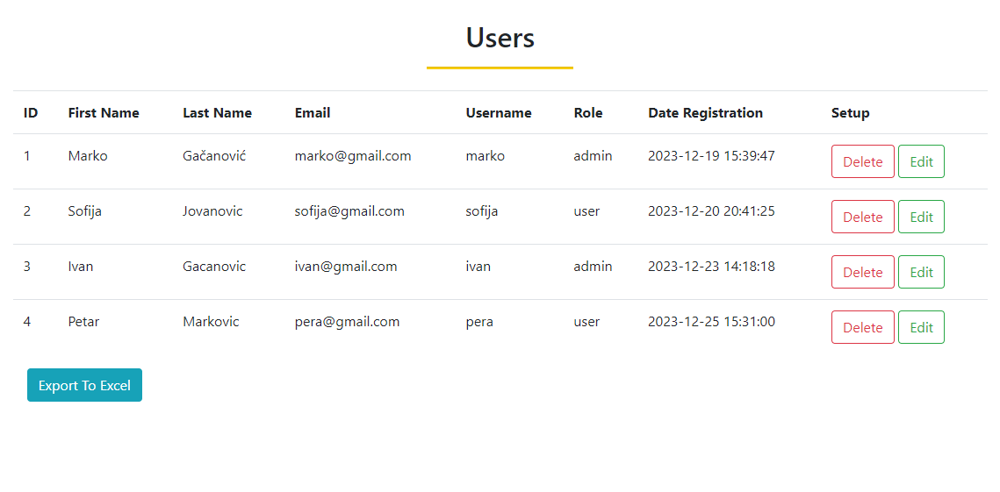 Users
ID First Name Last Name Email Username Role Date Registration Setup
1 Marko Gačanović marko@gmail.com marko admin 2023-12-19 15:39:47 Delete Edit
2 Sofija Jovanovic sofija@gmail.com sofija user 2023-12-20 20:41:25 Delete Edit
3 Ivan Gacanovic ivan@gmail.com ivan admin 2023-12-23 14:18:18 Delete Edit
4 Petar Markovic pera@gmail.com pera user 2023-12-25 15:31:00 Delete Edit
Export To Excel